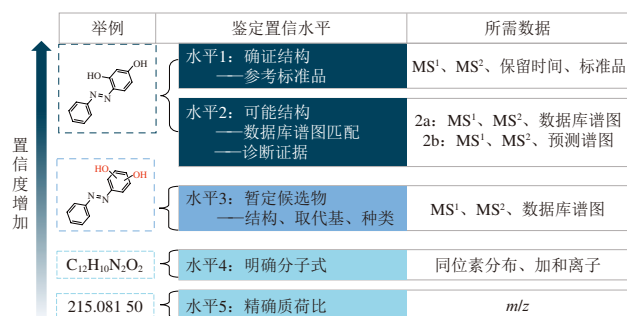 举例 鉴定置信水平 所需数据
置信度增加
HO OH
N=N
水平1：确证结构
——参考标准品
MS¹、MS²、保留时间、标准品
水平2：可能结构
——数据库谱图匹配
——诊断证据
2a：MS¹、MS²、数据库谱图
2b：MS¹、MS²、预测谱图
HO OH
N=N
水平3：暂定候选物
——结构、取代基、种类
MS¹、MS²、数据库谱图
C₁₂H₁₀N₂O₂ 水平4：明确分子式 同位素分布、加和离子
215.081 50 水平5：精确质荷比 m/z